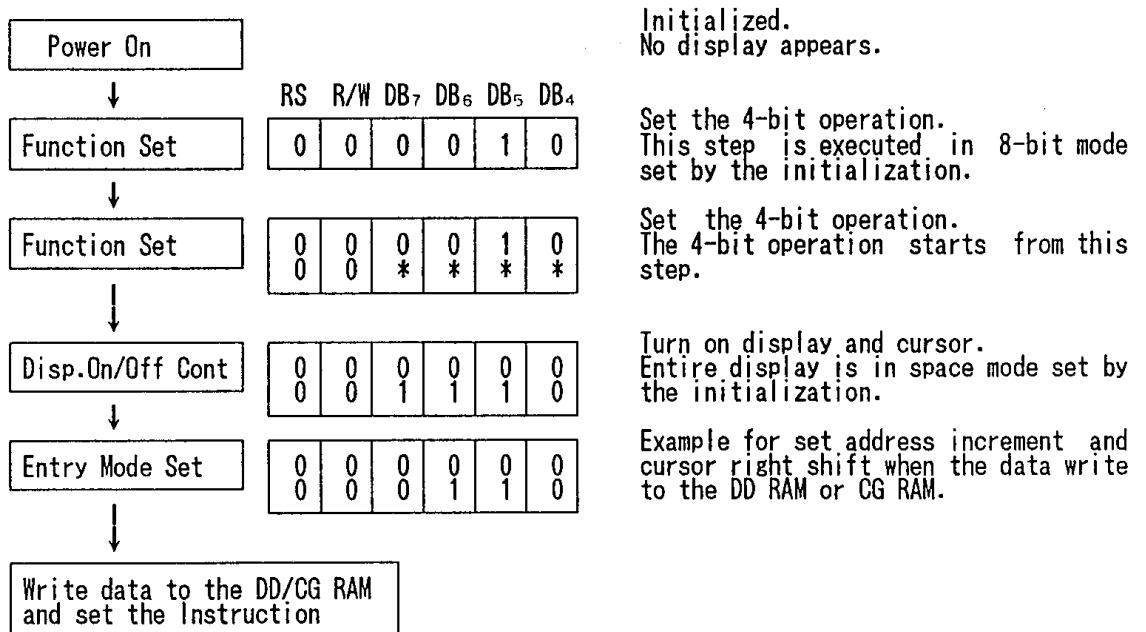 Power On
Initialized.
No display appears.
RS R/W DB₇ DB₆ DB₅ DB₄
Function Set
0 0 0 0 1 0
Set the 4-bit operation.
This step is executed in 8-bit mode
set by the initialization.
Function Set
0 0 0 0 1 0
0 0 * * * *
Set the 4-bit operation.
The 4-bit operation starts from this
step.
Disp.On/Off Cont
0 0 0 0 0 0
0 0 1 1 1 0
Turn on display and cursor.
Entire display is in space mode set by
the initialization.
Entry Mode Set
0 0 0 0 0 0
0 0 0 1 1 0
Example for set address increment and
cursor right shift when the data write
to the DD RAM or CG RAM.
Write data to the DD/CG RAM
and set the Instruction